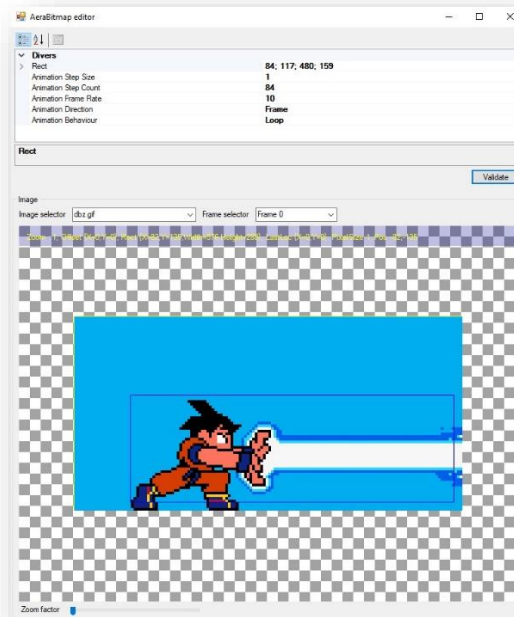 AeraBitmap editor
Divers
Rect 84; 117; 480; 159
Animation Step Size 1
Animation Step Count 84
Animation Frame Rate 10
Animation Direction Frame
Animation Behaviour Loop
Rect
Validate
Image
Image selector dbz.gif Frame selector Frame 0
Zoom factor